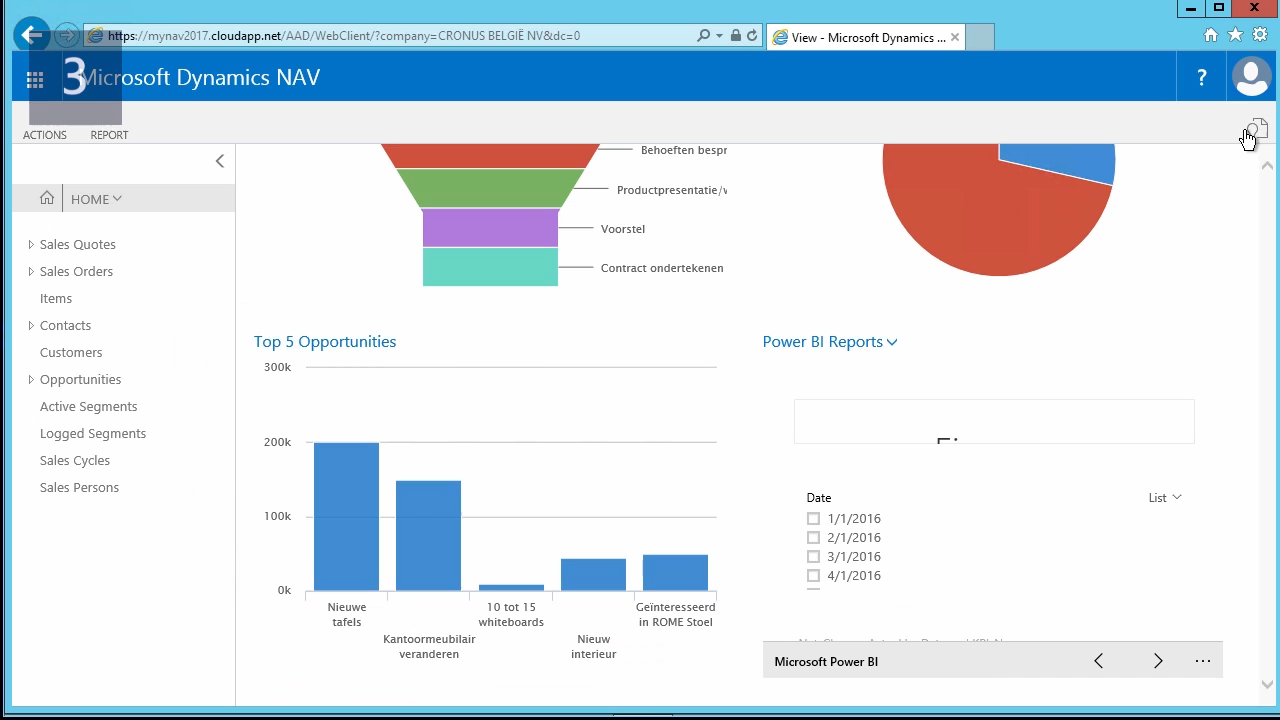 https://mynav2017.cloudapp.net/AAD/WebClient/?company=CRONUS BELGIË NV&dc=0
View - Microsoft Dynamics ...
3
Microsoft Dynamics NAV
?
ACTIONS
REPORT
HOME
Sales Quotes
Sales Orders
Items
Contacts
Customers
Opportunities
Active Segments
Logged Segments
Sales Cycles
Sales Persons
Behoeften bespr
Productpresentatie/v
Voorstel
Contract ondertekenen
Top 5 Opportunities
300k
200k
100k
0k
Nieuwe
tafels
Kantoormeubilair
veranderen
10 tot 15
whiteboards
Nieuw
interieur
Geïnteresseerd
in ROME Stoel
Power BI Reports
Date
List
1/1/2016
2/1/2016
3/1/2016
4/1/2016
Microsoft Power BI